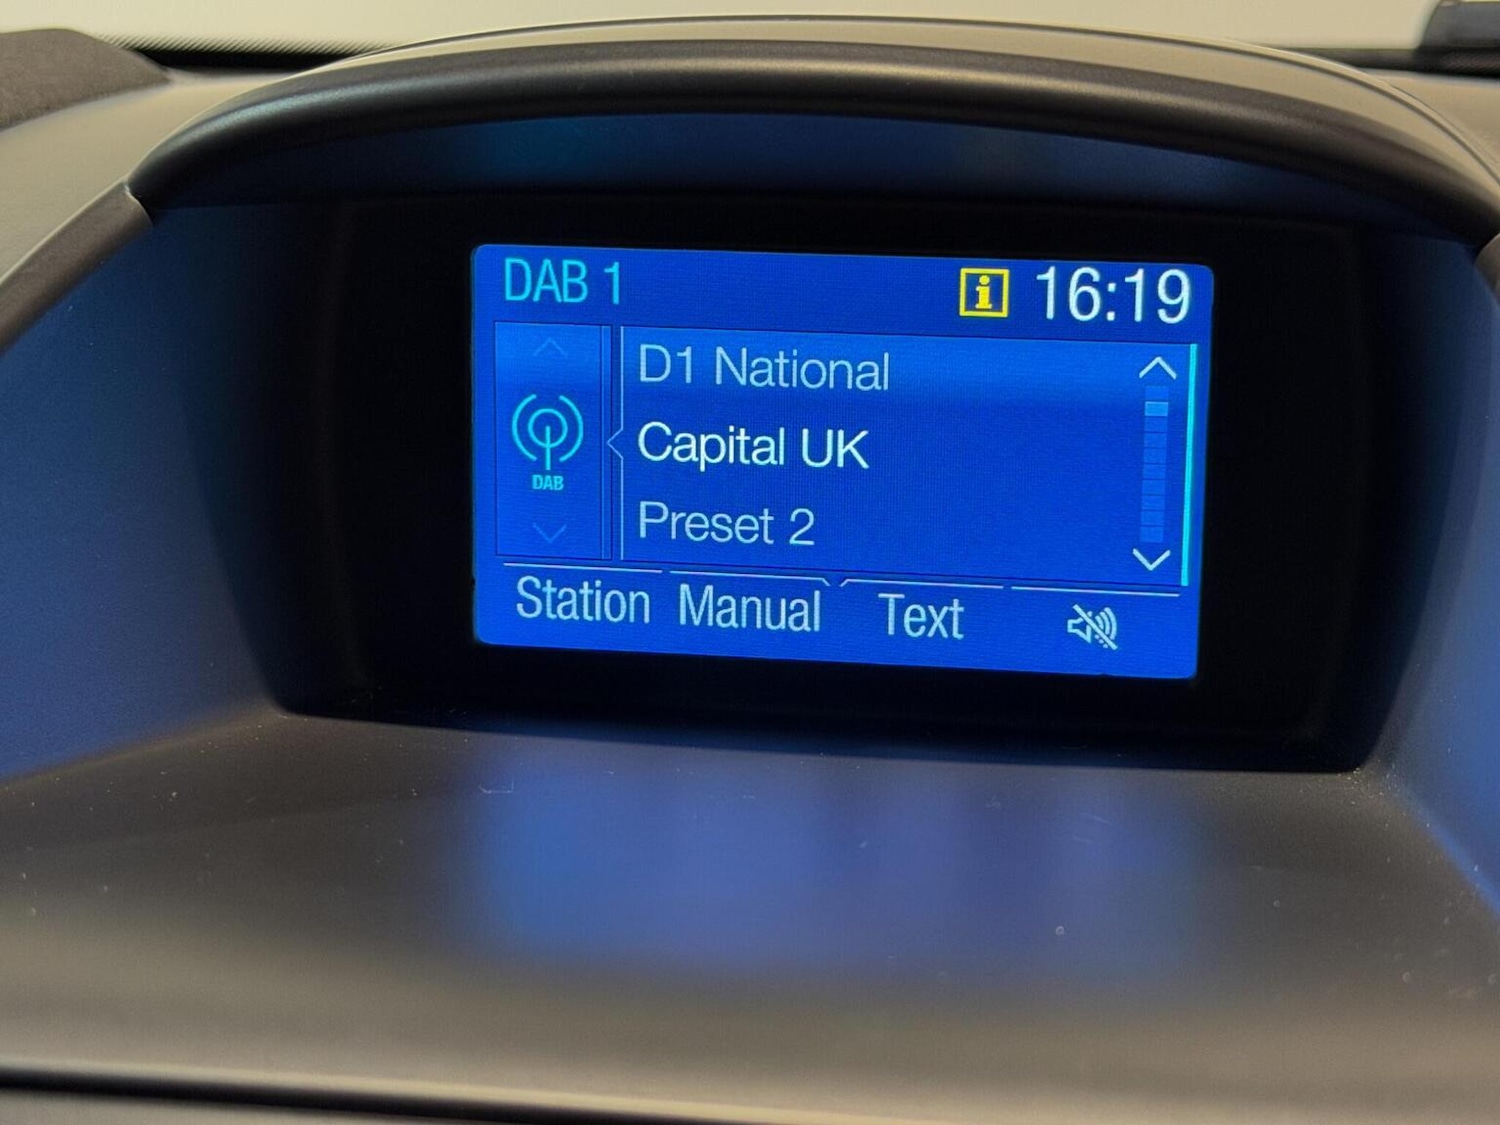 DAB 1 i 16:19
D1 National
DAB
Capital UK
Preset 2
Station Manual Text